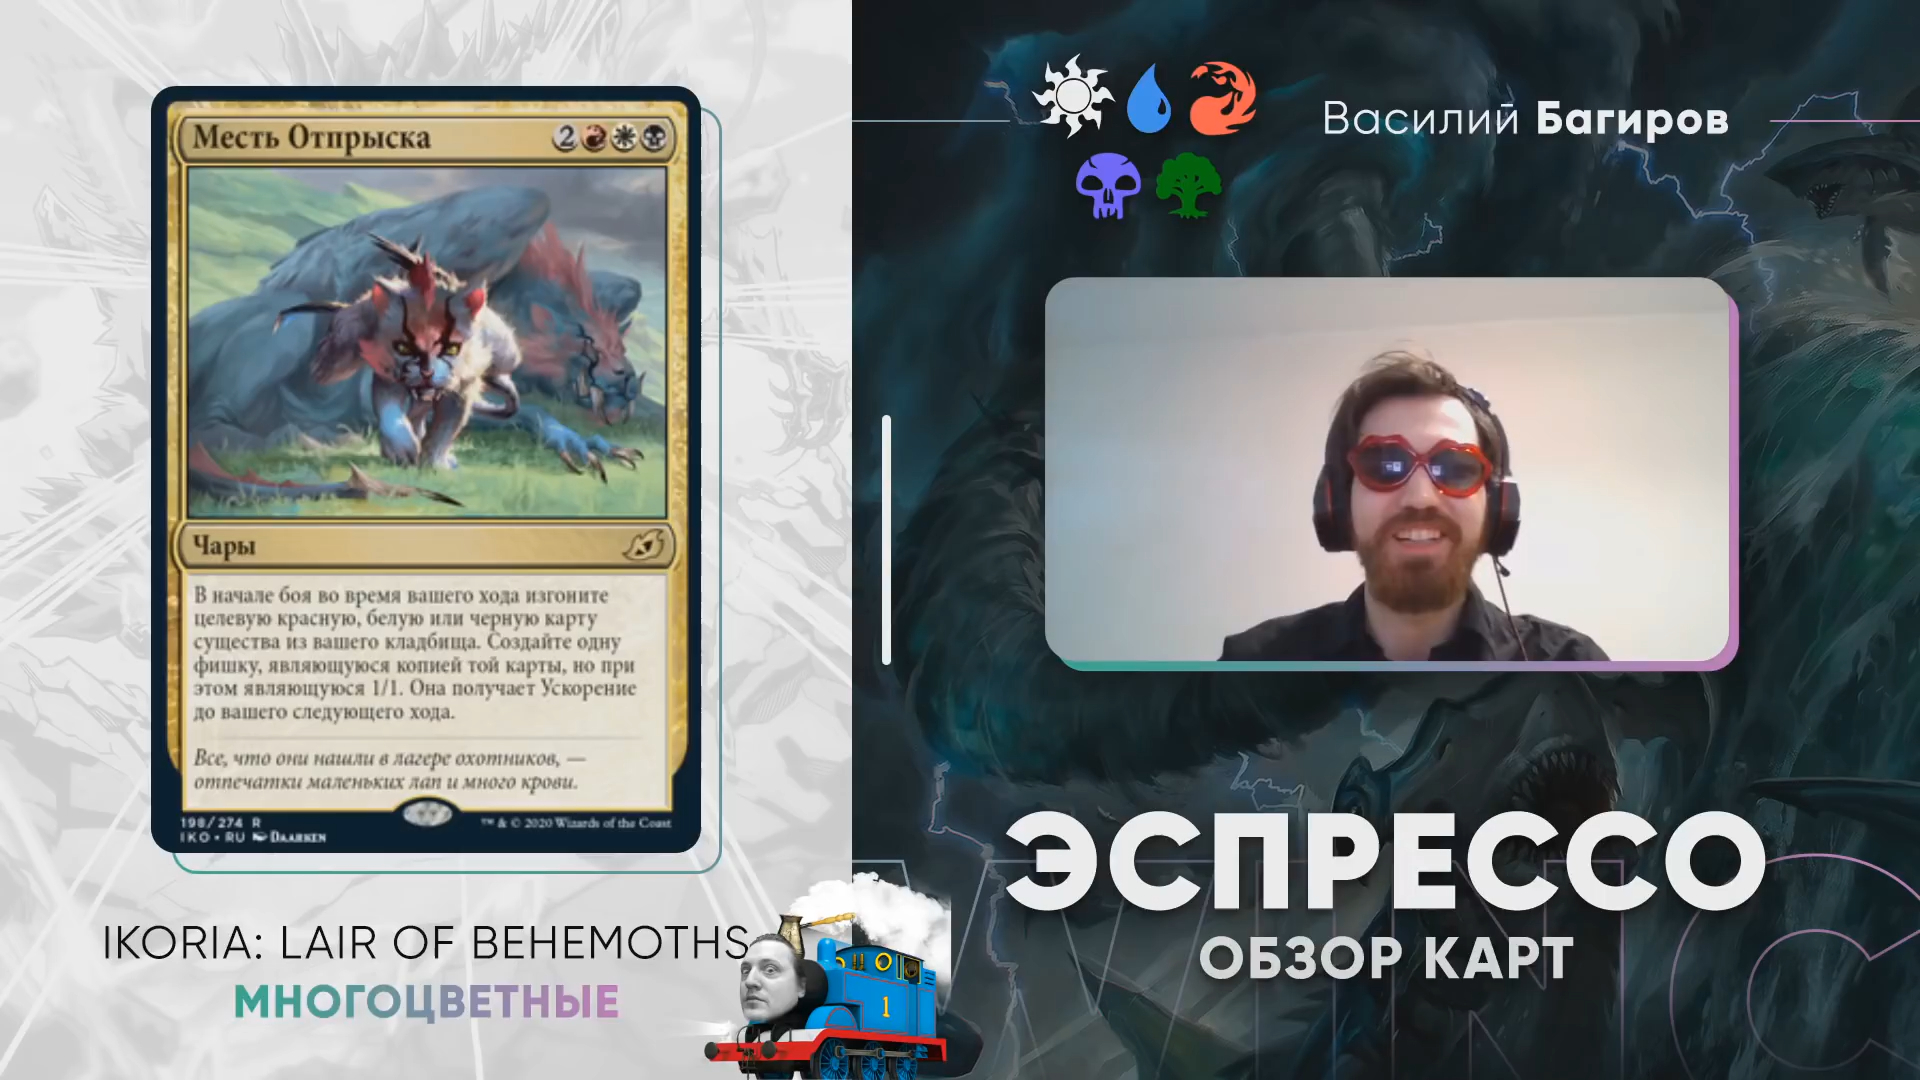 Месть Отпрыска
2
Чары
В начале боя во время вашего хода изгоните
целевую красную, белую или черную карту
существа из вашего кладбища. Создайте одну
фишку, являющуюся копией той карты, но при
этом являющуюся 1/1. Она получает Ускорение
до вашего следующего хода.
Все, что они нашли в лагере охотников, —
отпечатки маленьких лап и много крови.
198/274 R
IKO • RU DAARKEN
™ & © 2020 Wizards of the Coast
IKORIA: LAIR OF BEHEMOTHS
МНОГОЦВЕТНЫЕ
1
Василий Багиров
ЭСПРЕССО
ОБЗОР КАРТ